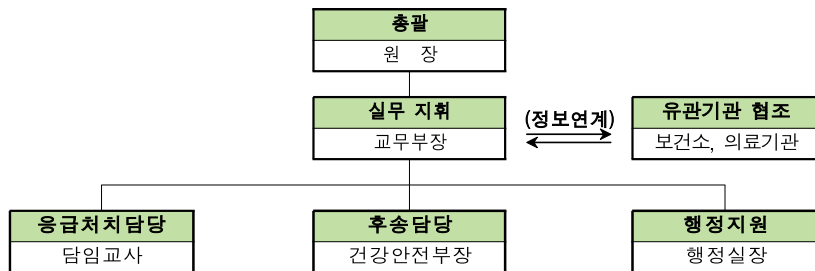 총괄
원 장
실무 지휘
교무부장
(정보연계)
유관기관 협조
보건소, 의료기관
응급처치담당
담임교사
후송담당
건강안전부장
행정지원
행정실장